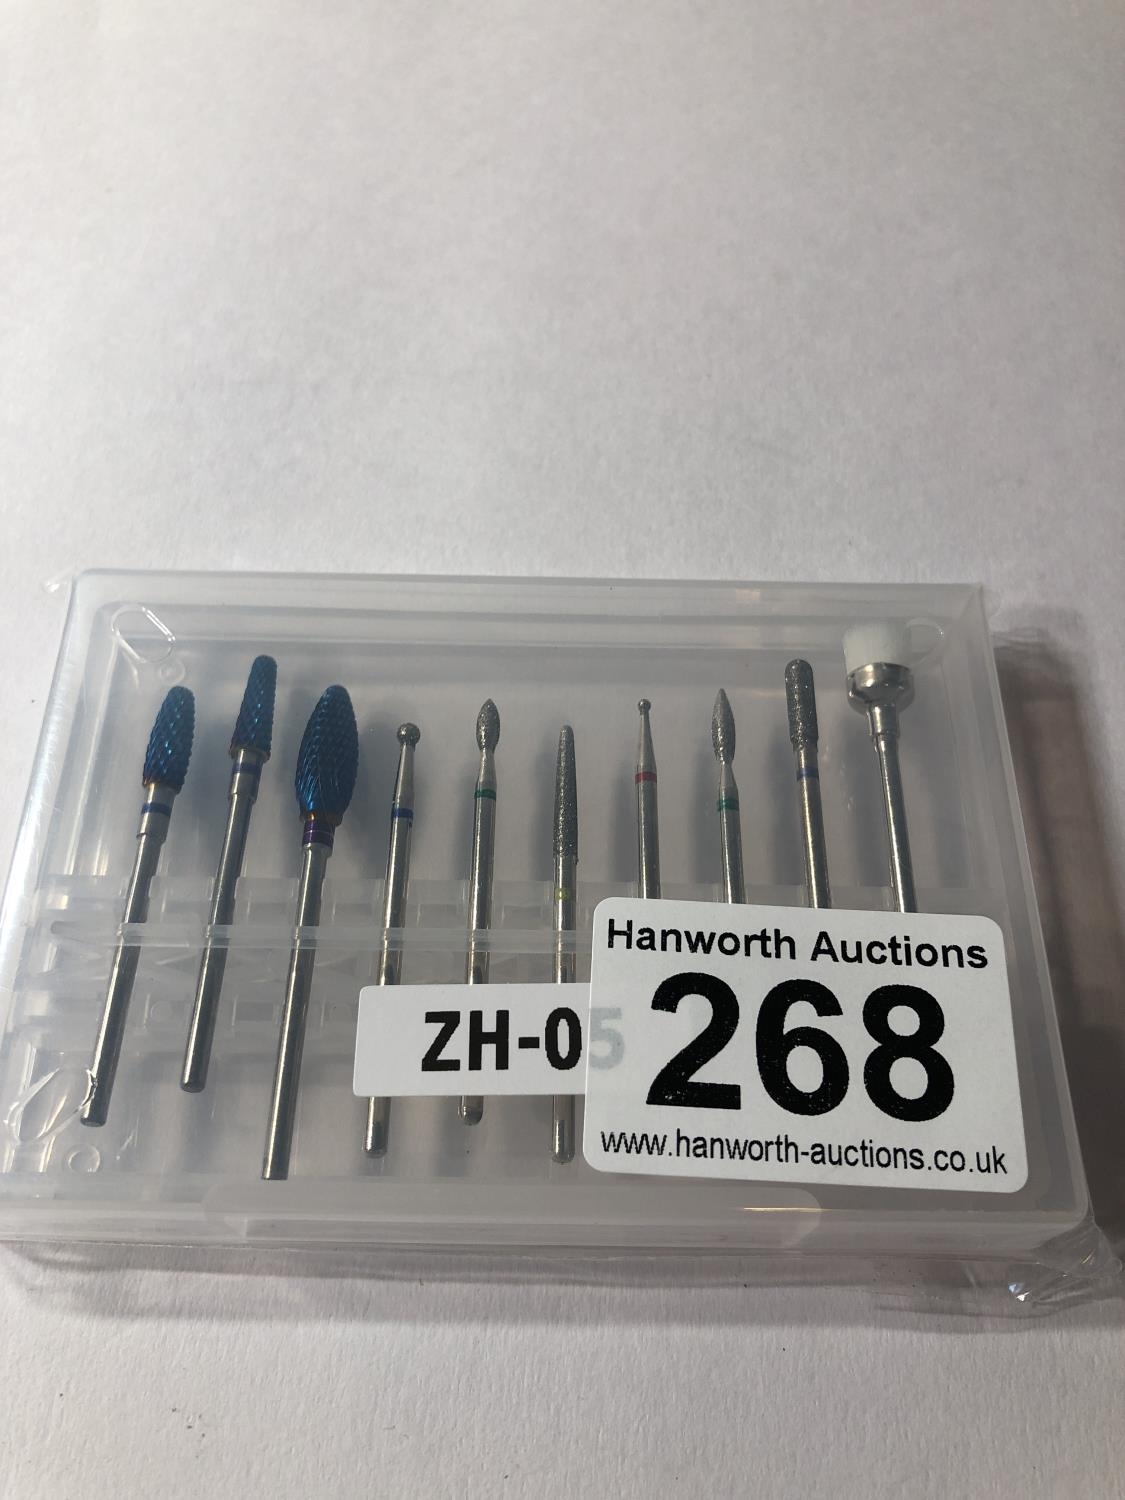 Hanworth Auctions
268
www.hanworth-auctions.co.uk
ZH-05